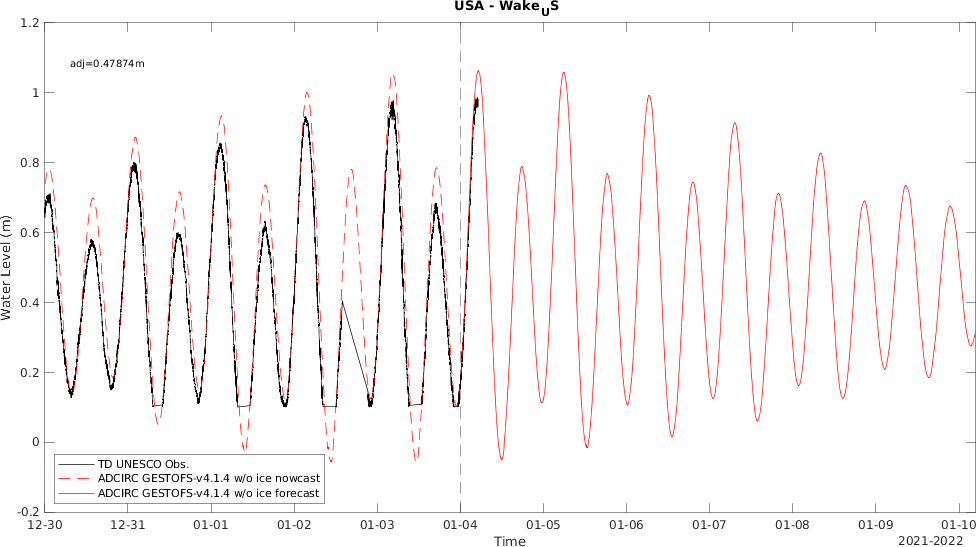 USA - WakeUS
1.2
adj=0.47874m
1
0.8
0.6
0.4
0.2
0
-0.2
Water Level (m)
TD UNESCO Obs.
ADCIRC GESTOFS-v4.1.4 w/o ice nowcast
ADCIRC GESTOFS-v4.1.4 w/o ice forecast
12-30 12-31 01-01 01-02 01-03 01-04 01-05 01-06 01-07 01-08 01-09 01-10
Time
2021-2022